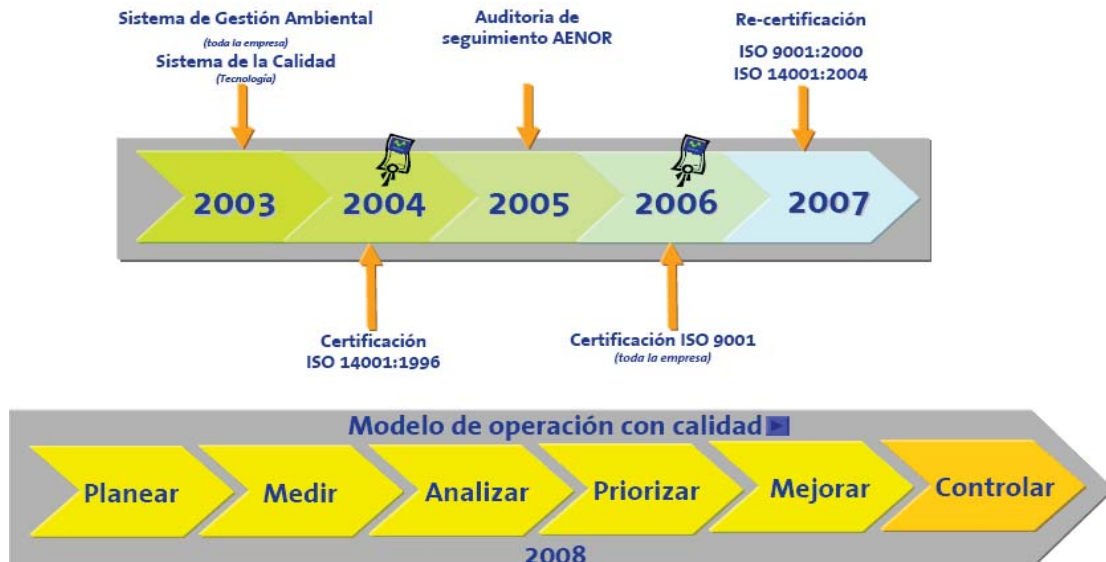 Sistema de Gestión Ambiental
(toda la empresa)
Sistema de la Calidad
(Tecnología)
Auditoria de
seguimiento AENOR
Re-certificación
ISO 9001:2000
ISO 14001:2004
2003
2004
2005
2006
2007
Certificación
ISO 14001:1996
Certificación ISO 9001
(toda la empresa)
Modelo de operación con calidad
Planear
Medir
Analizar
Priorizar
Mejorar
Controlar
2008